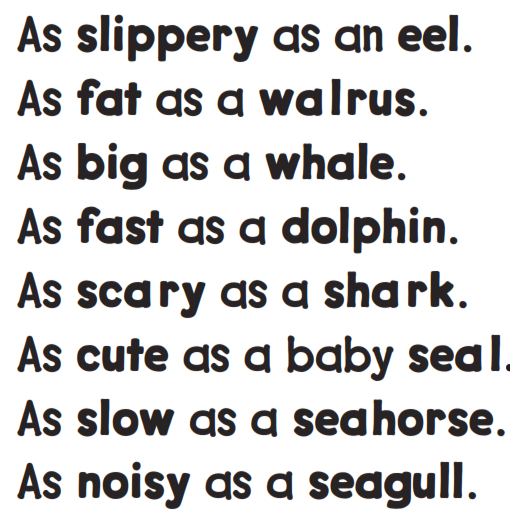 As slippery as an eel.
As fat as a walrus.
As big as a whale.
As fast as a dolphin.
As scary as a shark.
As cute as a baby seal.
As slow as a seahorse.
As noisy as a seagull.